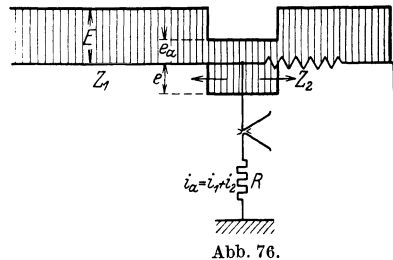 E
e_a
Z_1
e
Z_2
i_a=i_1+i_2
R
Abb. 76.